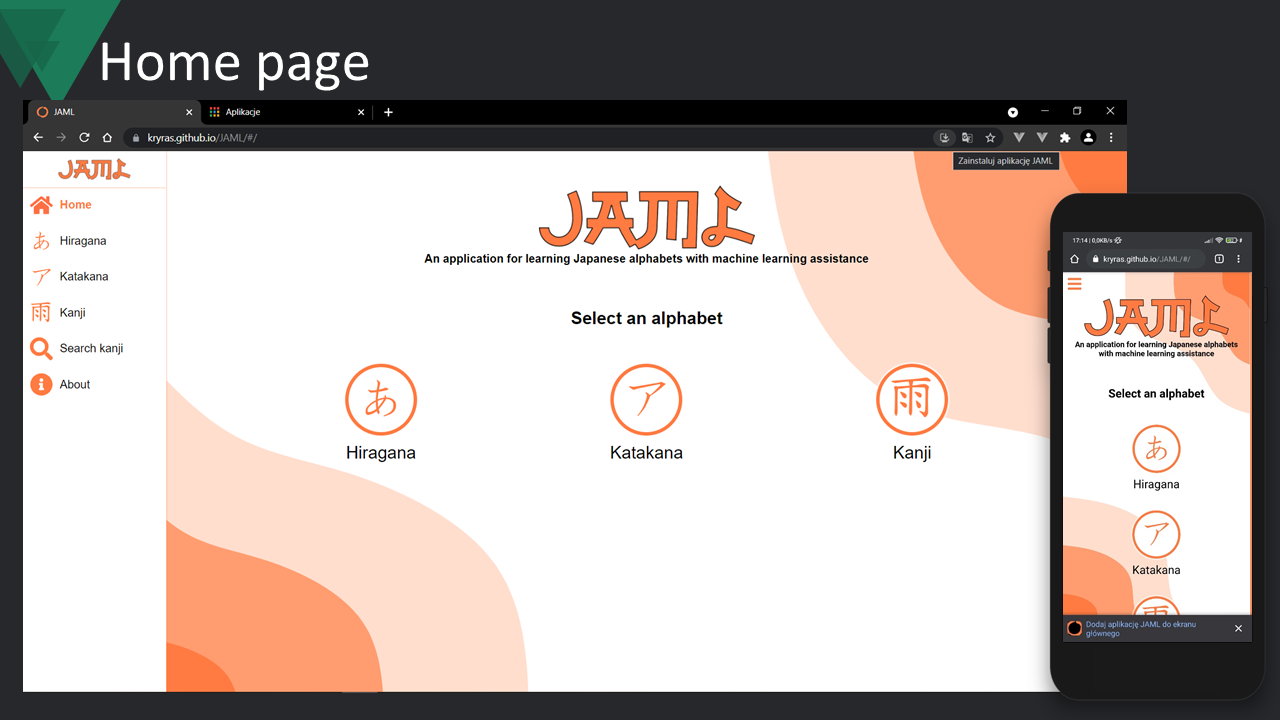 Home page
JAML
Aplikacje
kryras.github.io/JAML/#/
Zainstaluj aplikację JAML
JAML
Home
あ Hiragana
ア Katakana
雨 Kanji
Search kanji
About
JAML
An application for learning Japanese alphabets with machine learning assistance
Select an alphabet
あ
Hiragana
ア
Katakana
雨
Kanji
17:14 | 0,0KB/s
kryras.github.io/JAML/#/
1
JAML
An application for learning Japanese alphabets
with machine learning assistance
Select an alphabet
あ
Hiragana
ア
Katakana
雨
Dodaj aplikację JAML do ekranu
głównego